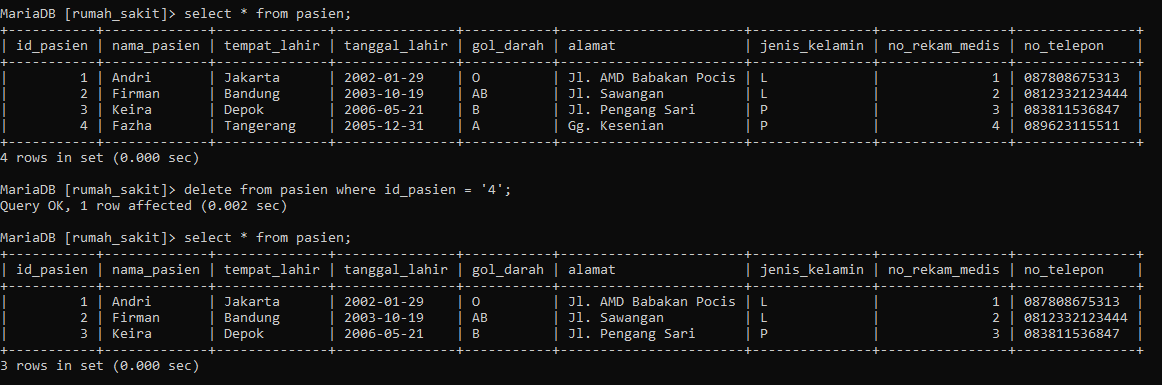 MariaDB [rumah_sakit]> select * from pasien;
+-----------+-------------+--------------+---------------+-----------+----------------------+---------------+----------------+---------------+
| id_pasien | nama_pasien | tempat_lahir | tanggal_lahir | gol_darah | alamat               | jenis_kelamin | no_rekam_medis | no_telepon    |
+-----------+-------------+--------------+---------------+-----------+----------------------+---------------+----------------+---------------+
|         1 | Andri       | Jakarta      | 2002-01-29    | O         | Jl. AMD Babakan Pocis | L             |              1 | 087808675313  |
|         2 | Firman      | Bandung      | 2003-10-19    | AB        | Jl. Sawangan         | L             |              2 | 0812332123444 |
|         3 | Keira       | Depok        | 2006-05-21    | B         | Jl. Pengang Sari     | P             |              3 | 083811536847  |
|         4 | Fazha       | Tangerang    | 2005-12-31    | A         | Gg. Kesenian         | P             |              4 | 089623115511  |
+-----------+-------------+--------------+---------------+-----------+----------------------+---------------+----------------+---------------+
4 rows in set (0.000 sec)
MariaDB [rumah_sakit]> delete from pasien where id_pasien = '4';
Query OK, 1 row affected (0.002 sec)
MariaDB [rumah_sakit]> select * from pasien;
+-----------+-------------+--------------+---------------+-----------+----------------------+---------------+----------------+---------------+
| id_pasien | nama_pasien | tempat_lahir | tanggal_lahir | gol_darah | alamat               | jenis_kelamin | no_rekam_medis | no_telepon    |
+-----------+-------------+--------------+---------------+-----------+----------------------+---------------+----------------+---------------+
|         1 | Andri       | Jakarta      | 2002-01-29    | O         | Jl. AMD Babakan Pocis | L             |              1 | 087808675313  |
|         2 | Firman      | Bandung      | 2003-10-19    | AB        | Jl. Sawangan         | L             |              2 | 0812332123444 |
|         3 | Keira       | Depok        | 2006-05-21    | B         | Jl. Pengang Sari     | P             |              3 | 083811536847  |
+-----------+-------------+--------------+---------------+-----------+----------------------+---------------+----------------+---------------+
3 rows in set (0.000 sec)